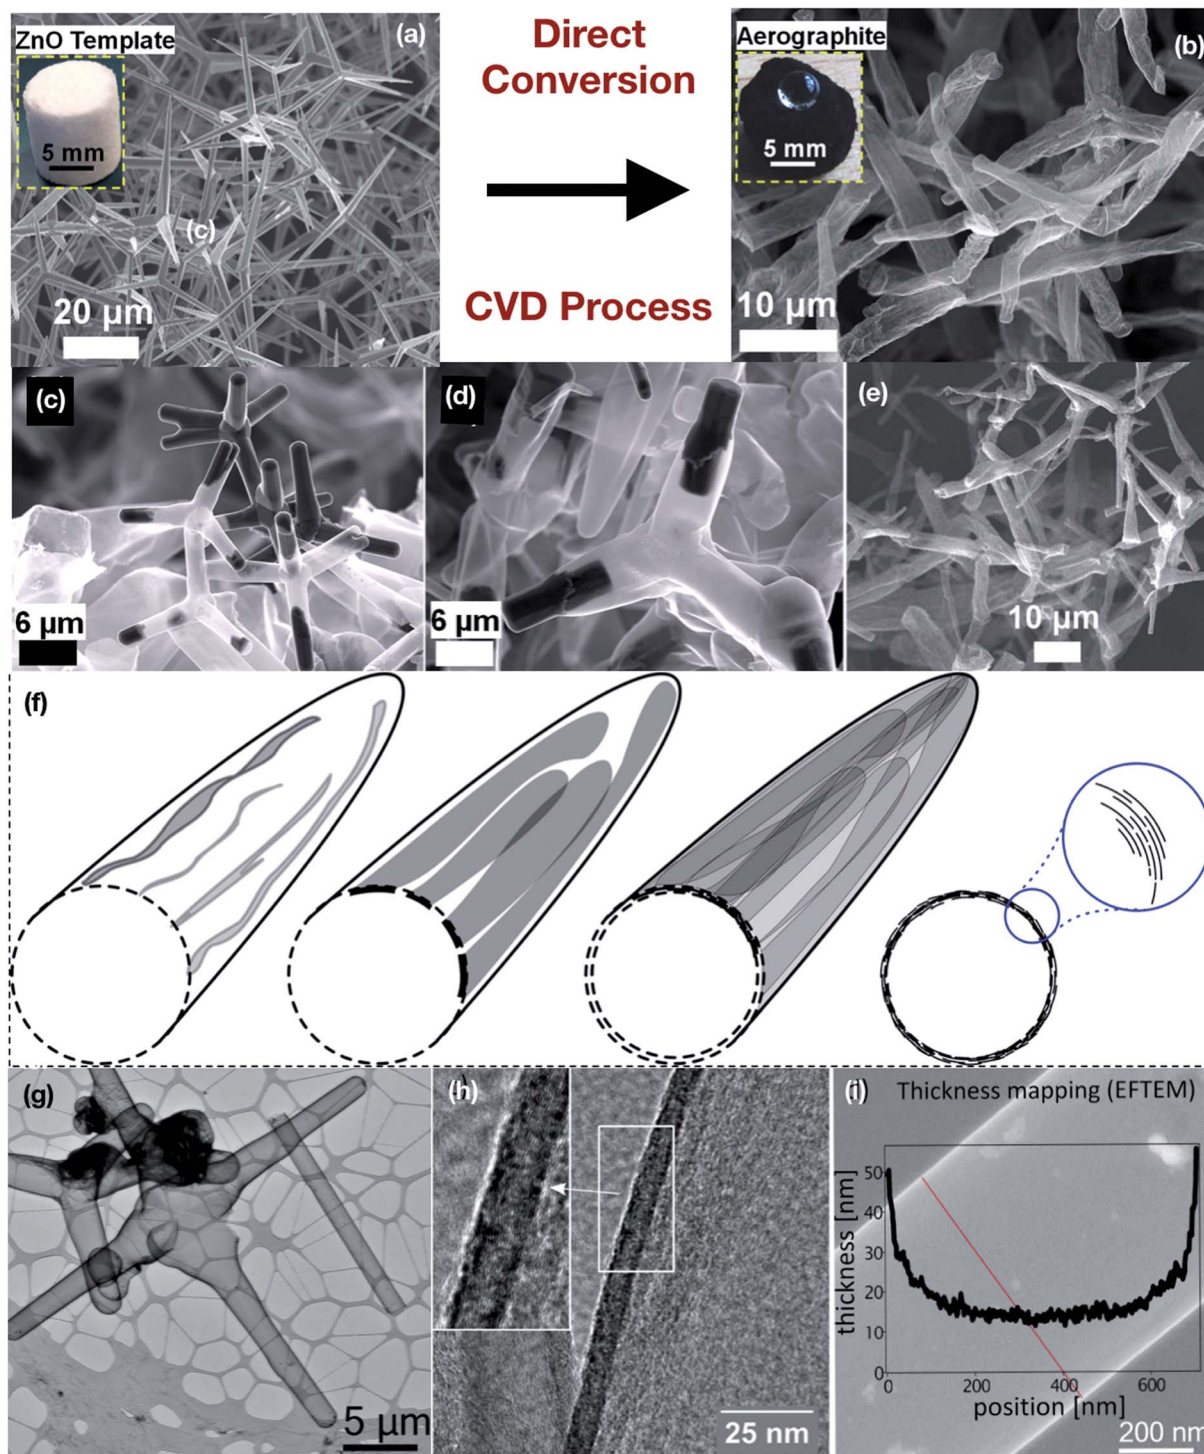 ZnO Template
(a)
5 mm
(c)
20 µm
Direct
Conversion
CVD Process
Aerographite
(b)
5 mm
10 µm
(c)
6 µm
(d)
6 µm
(e)
10 µm
(f)
(g)
5 µm
(h)
25 nm
(i)
Thickness mapping (EFTEM)
thickness [nm]
50
40
30
20
10
0
0
200
400
600
position [nm]
200 nm